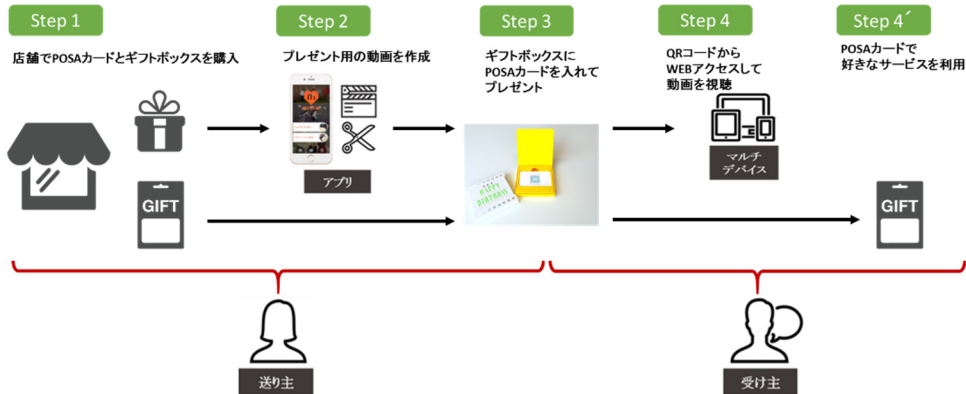 Step 1
店舗でPOSAカードとギフトボックスを購入
Step 2
プレゼント用の動画を作成
Step 3
ギフトボックスに
POSAカードを入れて
プレゼント
Step 4
QRコードから
WEBアクセスして
動画を視聴
Step 4´
POSAカードで
好きなサービスを利用
アプリ
HAPPY
BIRTHDAY
マルチ
デバイス
GIFT
GIFT
送り主
受け主